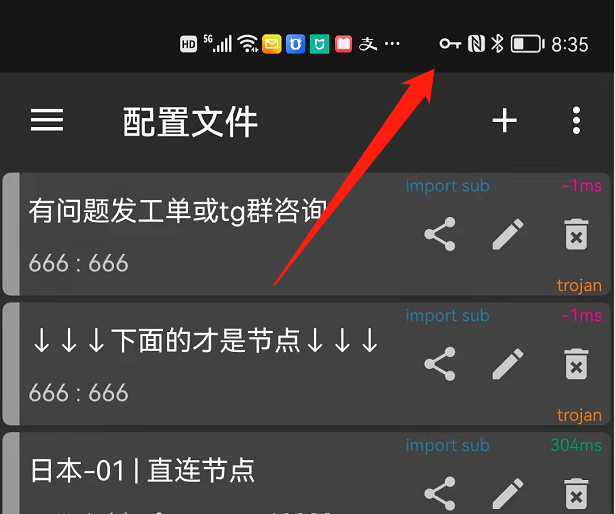 HD 5G 8:35
配置文件
import sub -1ms
有问题发工单或tg群咨询
666 : 666
trojan
import sub -1ms
↓↓↓下面的才是节点↓↓↓
666 : 666
trojan
import sub 304ms
日本-01 | 直连节点